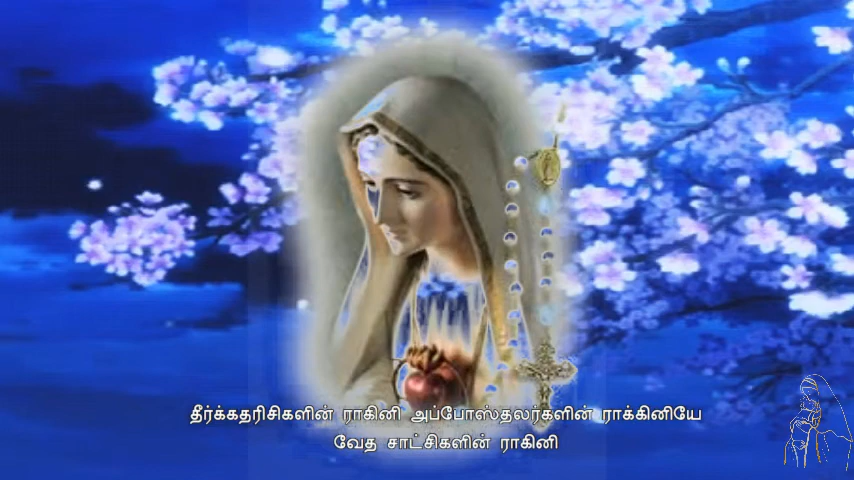 தீர்க்கதரிசிகளின் ராகினி அப்போஸ்தலர்களின் ராக்கினியே
வேத சாட்சிகளின் ராகினி